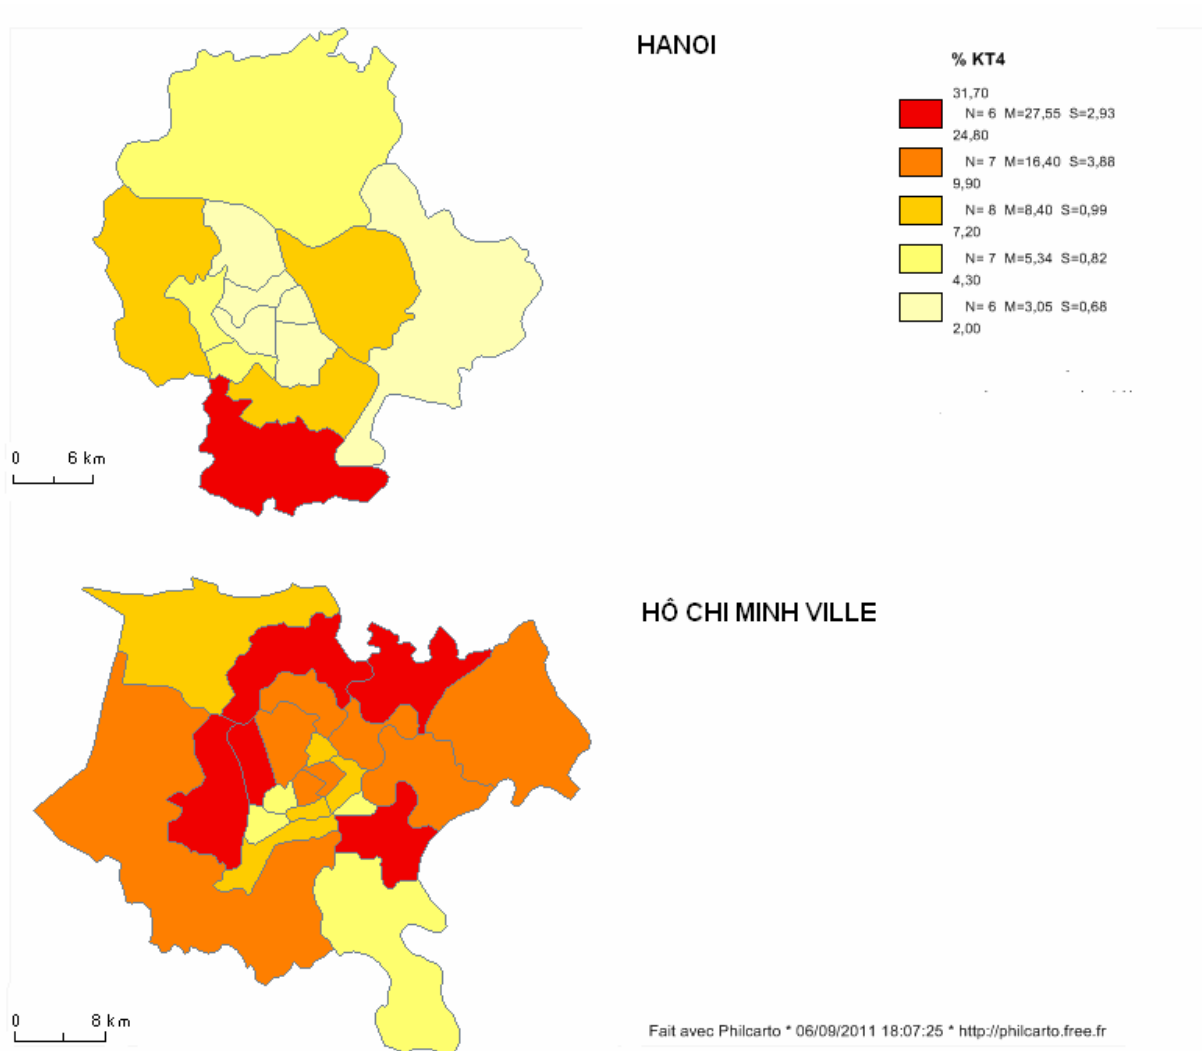 HANOI
% KT4
31,70
N= 6 M=27,55 S=2,93
24,80
N= 7 M=16,40 S=3,88
9,90
N= 8 M=8,40 S=0,99
7,20
N= 7 M=5,34 S=0,82
4,30
N= 6 M=3,05 S=0,68
2,00
0 6 km
HÔ CHI MINH VILLE
0 8 km
Fait avec Philcarto * 06/09/2011 18:07:25 * http://philcarto.free.fr